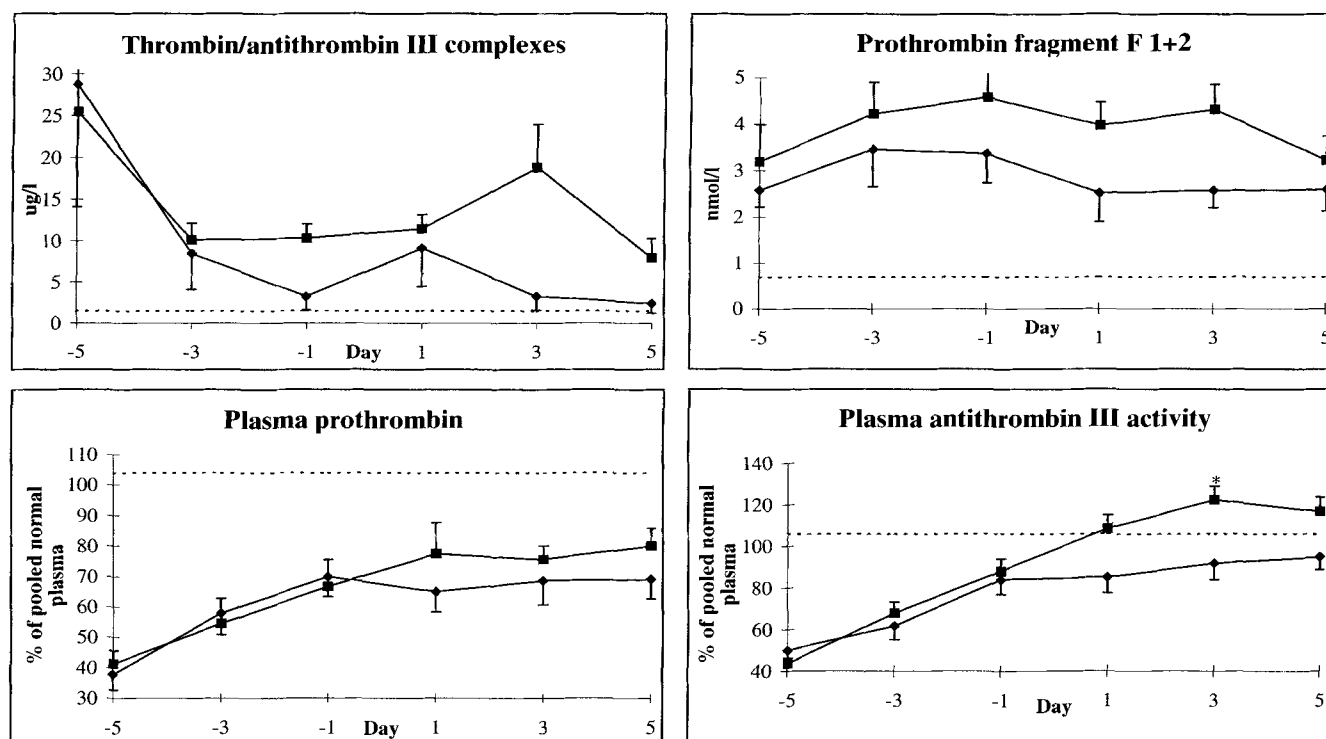 Thrombin/antithrombin III complexes
30
25
20
15
10
5
0
ug/l
-5 -3 -1 Day 1 3 5
Prothrombin fragment F 1+2
5
4
3
2
1
0
nmol/l
-5 -3 -1 Day 1 3 5
Plasma prothrombin
110
100
90
80
70
60
50
40
30
% of pooled normal
plasma
-5 -3 -1 Day 1 3 5
Plasma antithrombin III activity
140
120
100
80
60
40
% of pooled normal
plasma
*
-5 -3 -1 Day 1 3 5